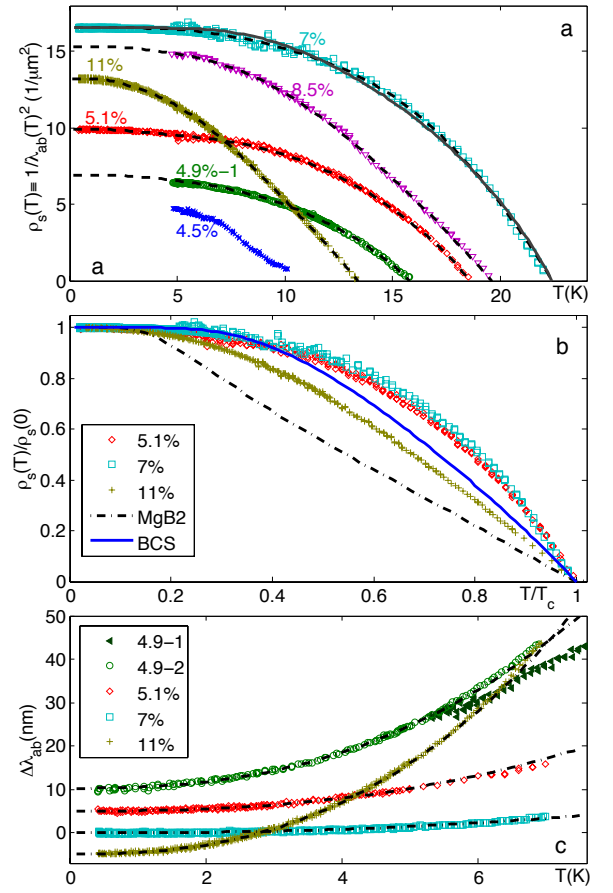 a
7%
15
11%
8.5%
10
5.1%
5
4.9%−1
4.5%
a
0
0 5 10 15 20 T(K)
ρs(T)≡ 1/λab(T)² (1/μm²)
1
b
0.8
0.6
0.4
0.2
0
5.1%
7%
11%
MgB2
BCS
0 0.2 0.4 0.6 0.8 T/Tc 1
ρs(T)/ρs(0)
50
40
30
20
10
0
4.9−1
4.9−2
5.1%
7%
11%
c
0 2 4 6 T(K)
Δλab(nm)